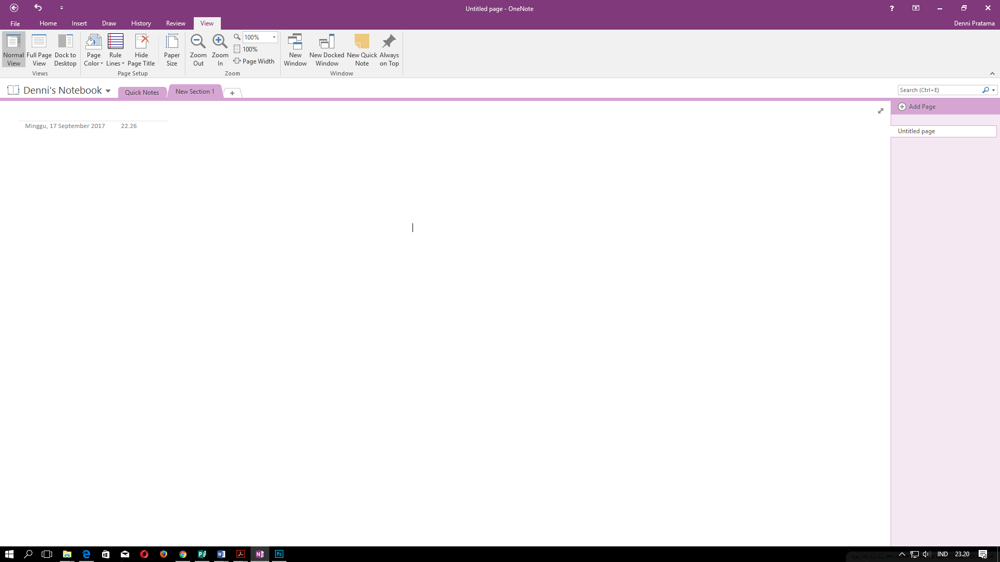 Untitled page - OneNote
?
File Home Insert Draw History Review View Denni Pratama
Normal View
Full Page View
Dock to Desktop
Views
Page Color
Rule Lines
Hide Page Title
Paper Size
Page Setup
Zoom Out
Zoom In
100%
100%
Page Width
Zoom
New Window
New Docked Window
New Quick Note
Always on Top
Window
Denni's Notebook
Quick Notes
New Section 1
+
Search (Ctrl+E)
Add Page
Untitled page
Minggu, 17 September 2017 22.26
Ps
IND 23.20